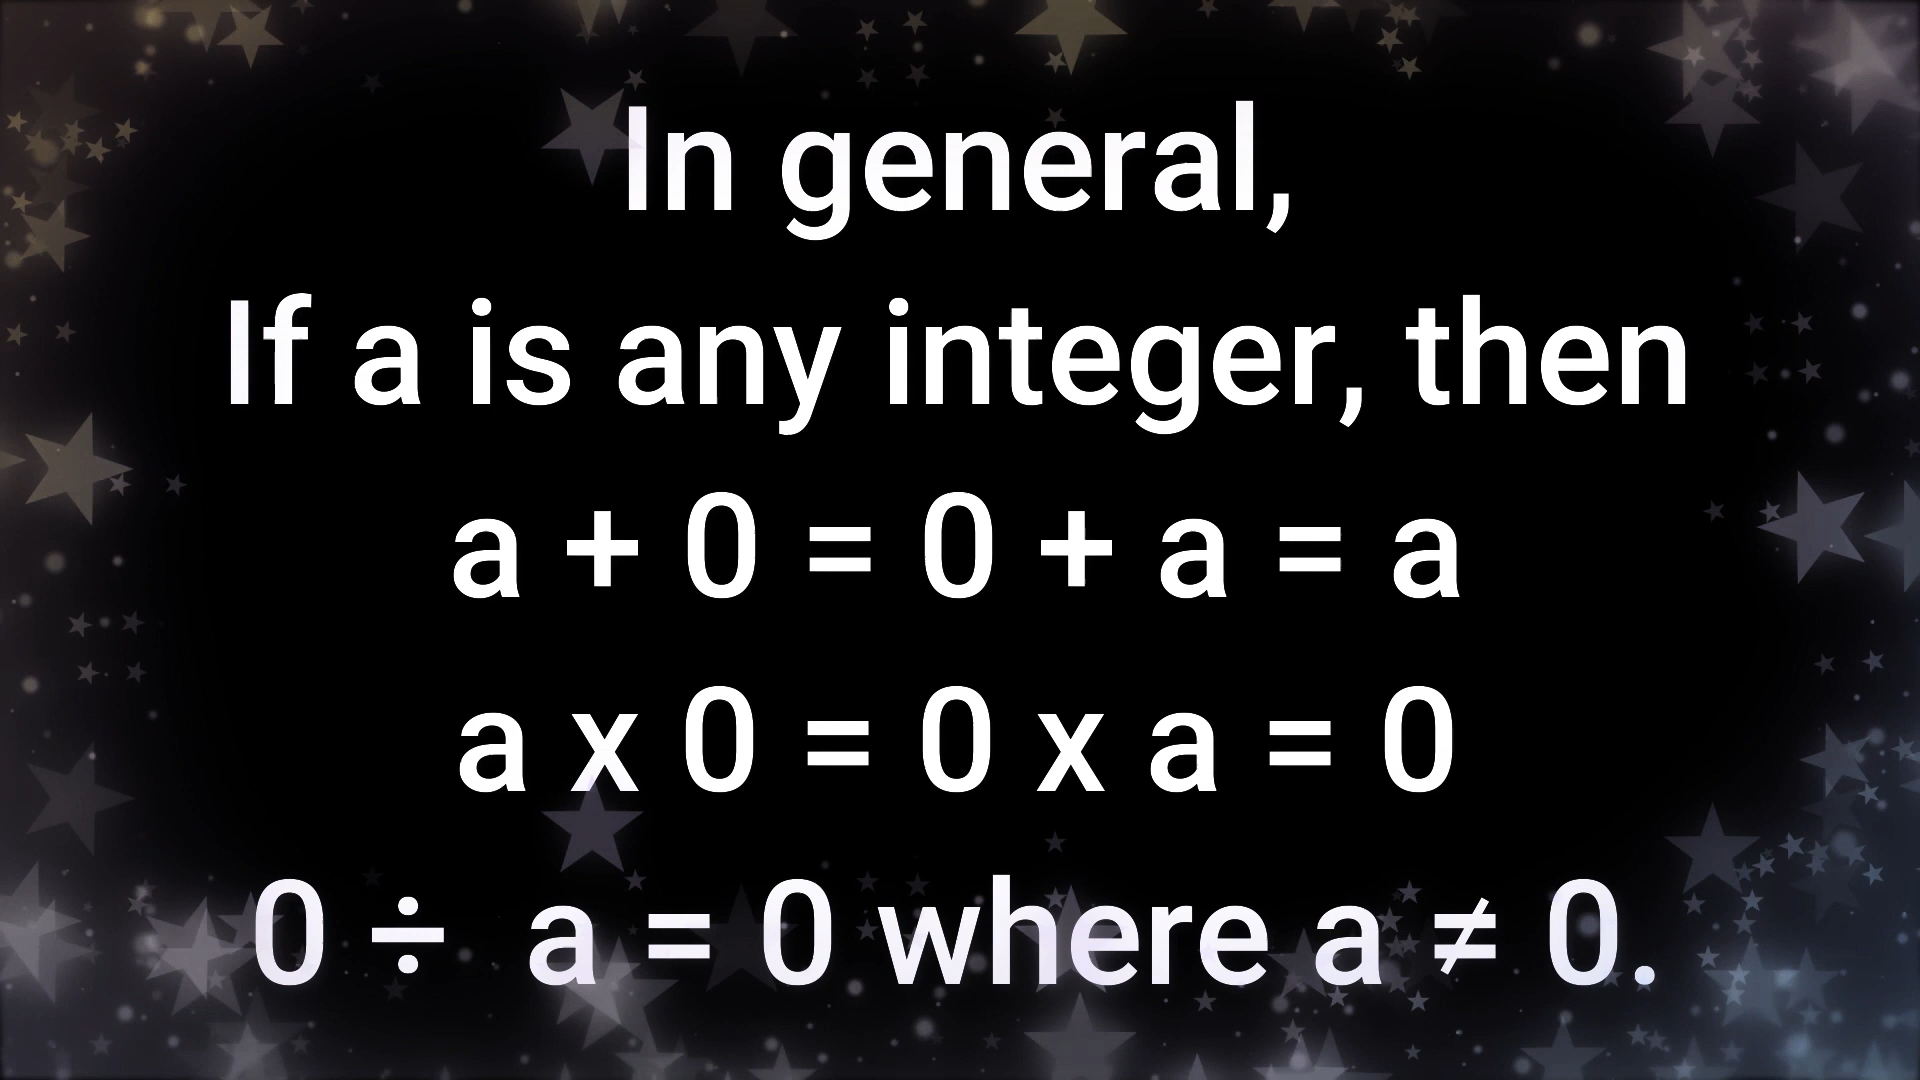 In general,
If a is any integer, then
a + 0 = 0 + a = a
a x 0 = 0 x a = 0
0 ÷ a = 0 where a ≠ 0.